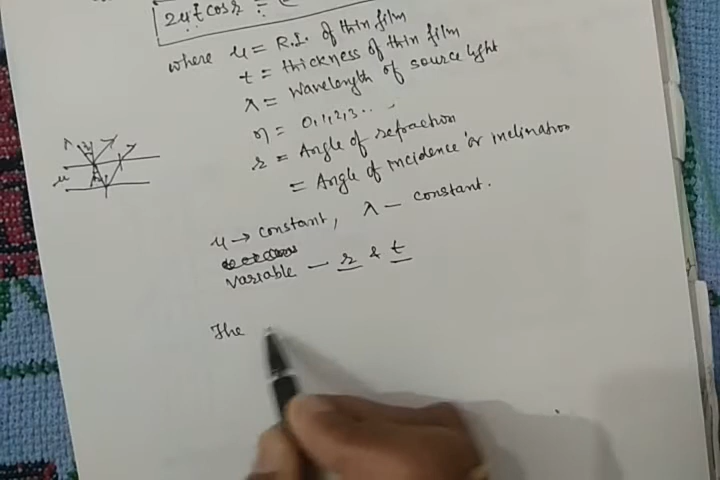 2μt cos r =
where μ = R.I. of thin film
t = thickness of thin film
λ = wavelength of source light
n = 0,1,2,3...
r = Angle of refraction
= Angle of incidence or inclination
λ
μ
μ → constant, λ – constant.
variable – r & t
The